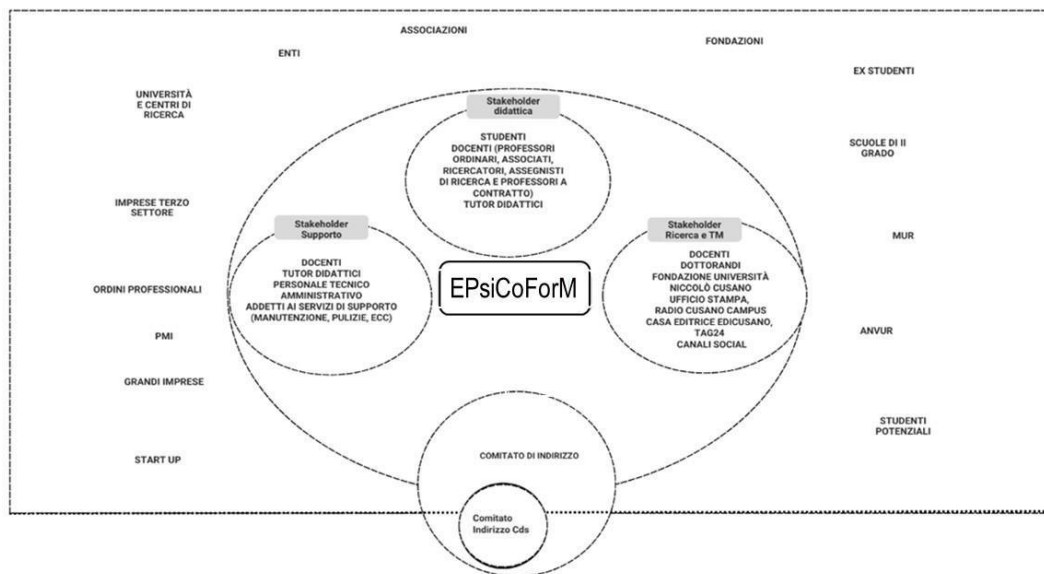 ASSOCIAZIONI
FONDAZIONI
ENTI
EX STUDENTI
UNIVERSITÀ
E CENTRI DI
RICERCA
Stakeholder
didattica
STUDENTI
DOCENTI (PROFESSORI
ORDINARI, ASSOCIATI,
RICERCATORI, ASSEGNISTI
DI RICERCA E PROFESSORI A
CONTRATTO)
TUTOR DIDATTICI
SCUOLE DI II
GRADO
IMPRESE TERZO
SETTORE
Stakeholder
Supporto
DOCENTI
TUTOR DIDATTICI
PERSONALE TECNICO
AMMINISTRATIVO
ADDETTI AI SERVIZI DI SUPPORTO
(MANUTENZIONE, PULIZIE, ECC)
EPsiCoForM
Stakeholder
Ricerca e TM
DOCENTI
DOTTORANDI
FONDAZIONE UNIVERSITÀ
NICCOLÒ CUSANO
UFFICIO STAMPA,
RADIO CUSANO CAMPUS
CASA EDITRICE EDICUSANO,
TAG24
CANALI SOCIAL
MUR
ORDINI PROFESSIONALI
PMI
ANVUR
GRANDI IMPRESE
STUDENTI
POTENZIALI
START UP
COMITATO DI INDIRIZZO
Comitato
Indirizzo Cds